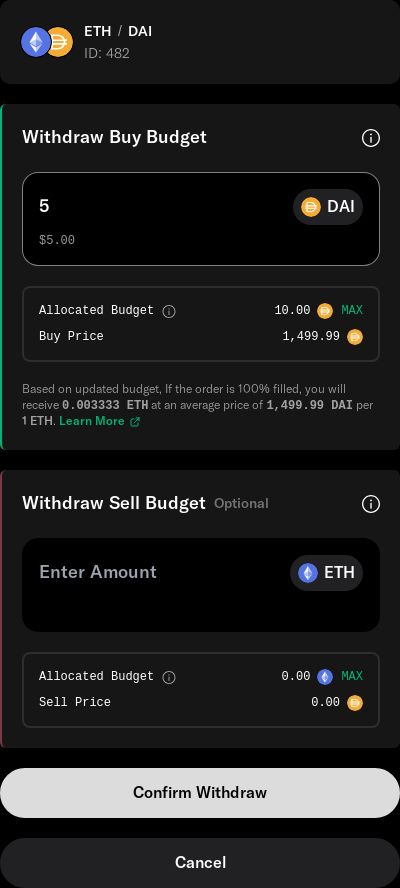 ETH / DAI
ID: 482
Withdraw Buy Budget
5 DAI
$5.00
Allocated Budget 10.00 MAX
Buy Price 1,499.99
Based on updated budget, If the order is 100% filled, you will
receive 0.003333 ETH at an average price of 1,499.99 DAI per
1 ETH. Learn More
Withdraw Sell Budget Optional
Enter Amount ETH
Allocated Budget 0.00 MAX
Sell Price 0.00
Confirm Withdraw
Cancel